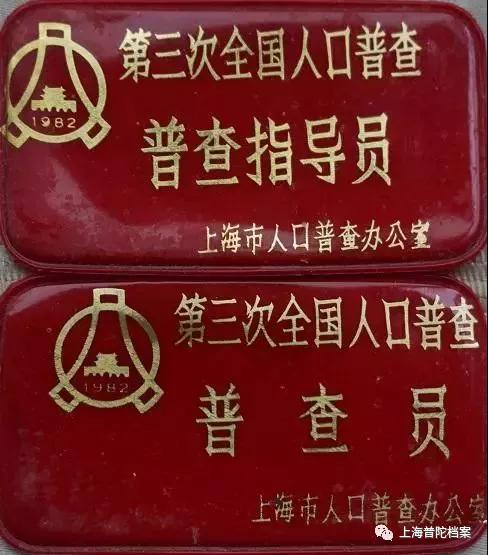 第三次全国人口普查
1982
普查指导员
上海市人口普查办公室
第三次全国人口普查
1982
普查员
上海市人口普查办公室
上海普陀档案